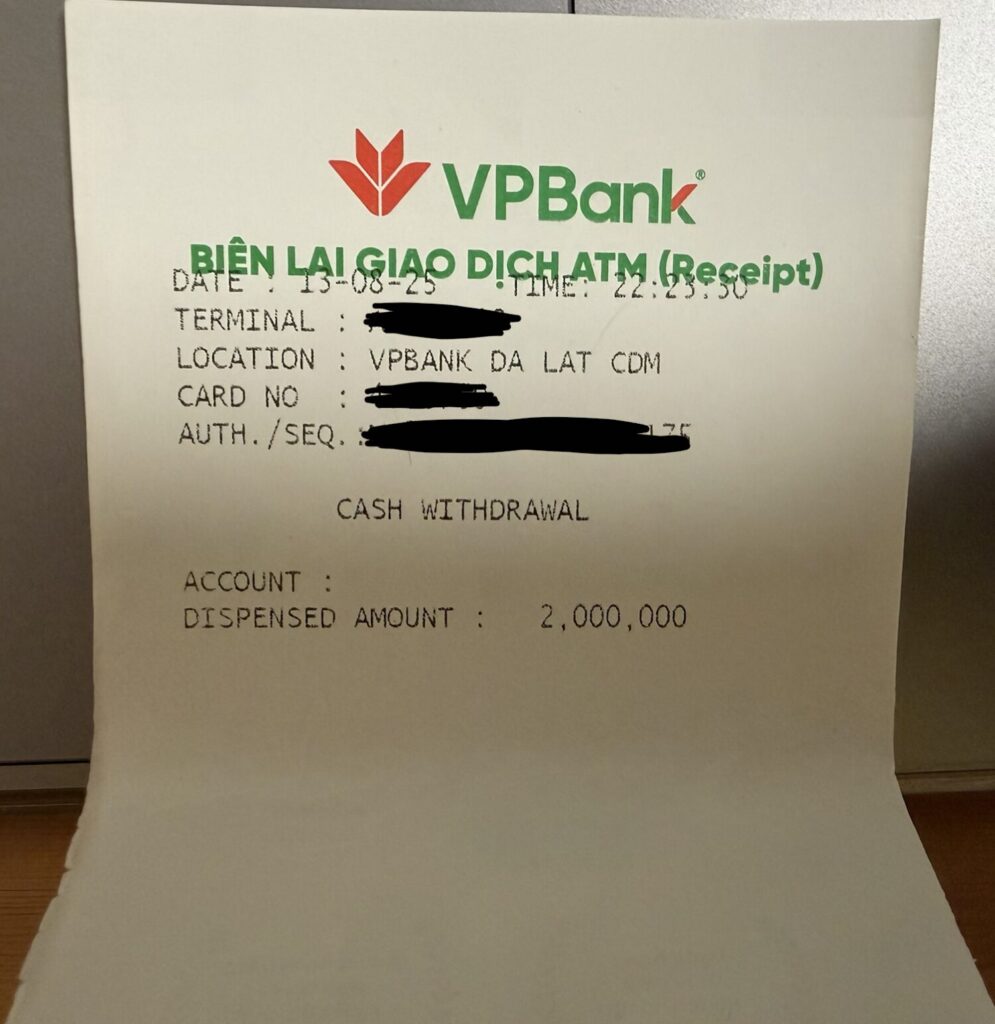 VPBank®
BIÊN LAI GIAO DỊCH ATM (Receipt)
DATE : 13-08-25 TIME: 22:23:50
TERMINAL :
LOCATION : VPBANK DA LAT CDM
CARD NO :
AUTH./SEQ. :
CASH WITHDRAWAL
ACCOUNT :
DISPENSED AMOUNT : 2,000,000